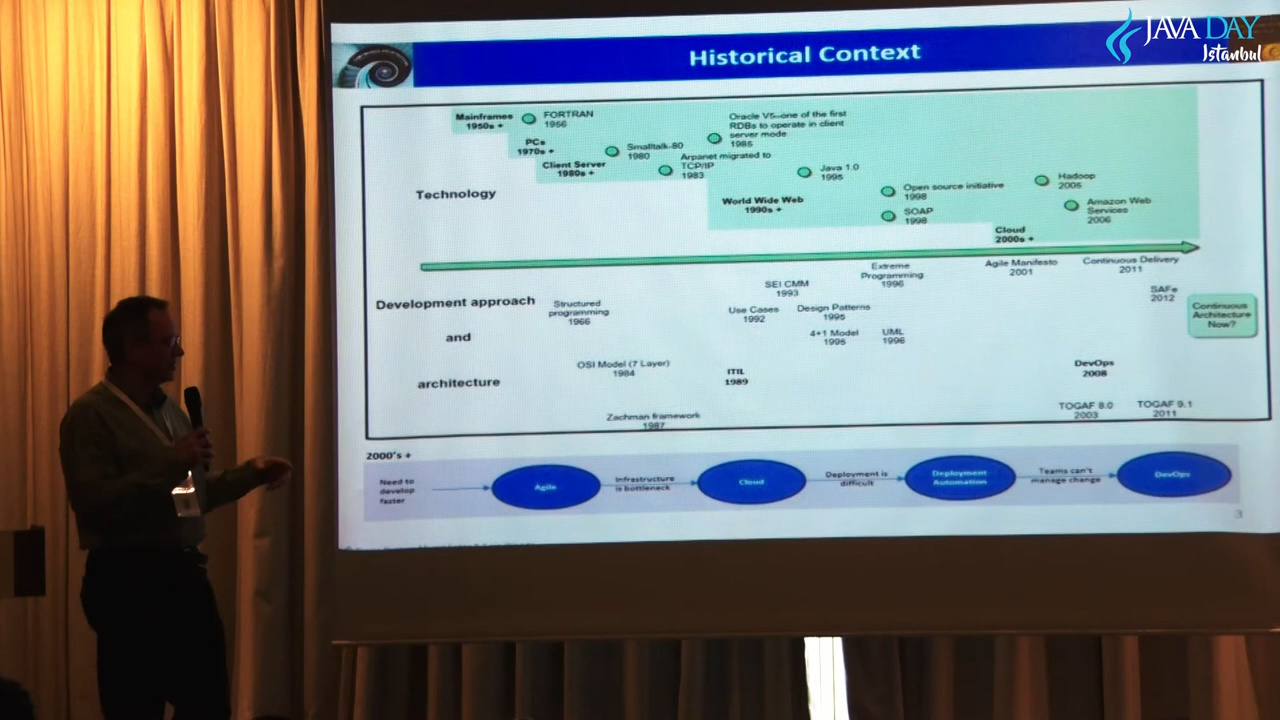 JAVA DAY
Istanbul
Historical Context
Mainframes
1950s +
FORTRAN
1956
PCs
1970s +
Smalltalk-80
1980
Oracle V5-one of the first
RDBs to operate in client
server mode
1985
Client Server
1980s +
Arpanet migrated to
TCP/IP
1983
Technology
World Wide Web
1990s +
Java 1.0
1995
Open source initiative
1998
SOAP
1998
Hadoop
2005
Amazon Web
Services
2006
Cloud
2000s +
Development approach
and
architecture
Structured
programming
1966
SEI CMM
1993
Extreme
Programming
1996
Agile Manifesto
2001
Continuous Delivery
2011
Use Cases
1992
Design Patterns
1995
SAFe
2012
Continuous
Architecture
Now?
4+1 Model
1995
UML
1996
OSI Model (7 Layer)
1984
ITIL
1989
DevOps
2008
Zachman framework
1987
TOGAF 8.0
2003
TOGAF 9.1
2011
2000's +
Need to
develop
faster
Agile
Infrastructure
is bottleneck
Cloud
Deployment is
difficult
Deployment
Automation
Teams can't
manage change
DevOps
3